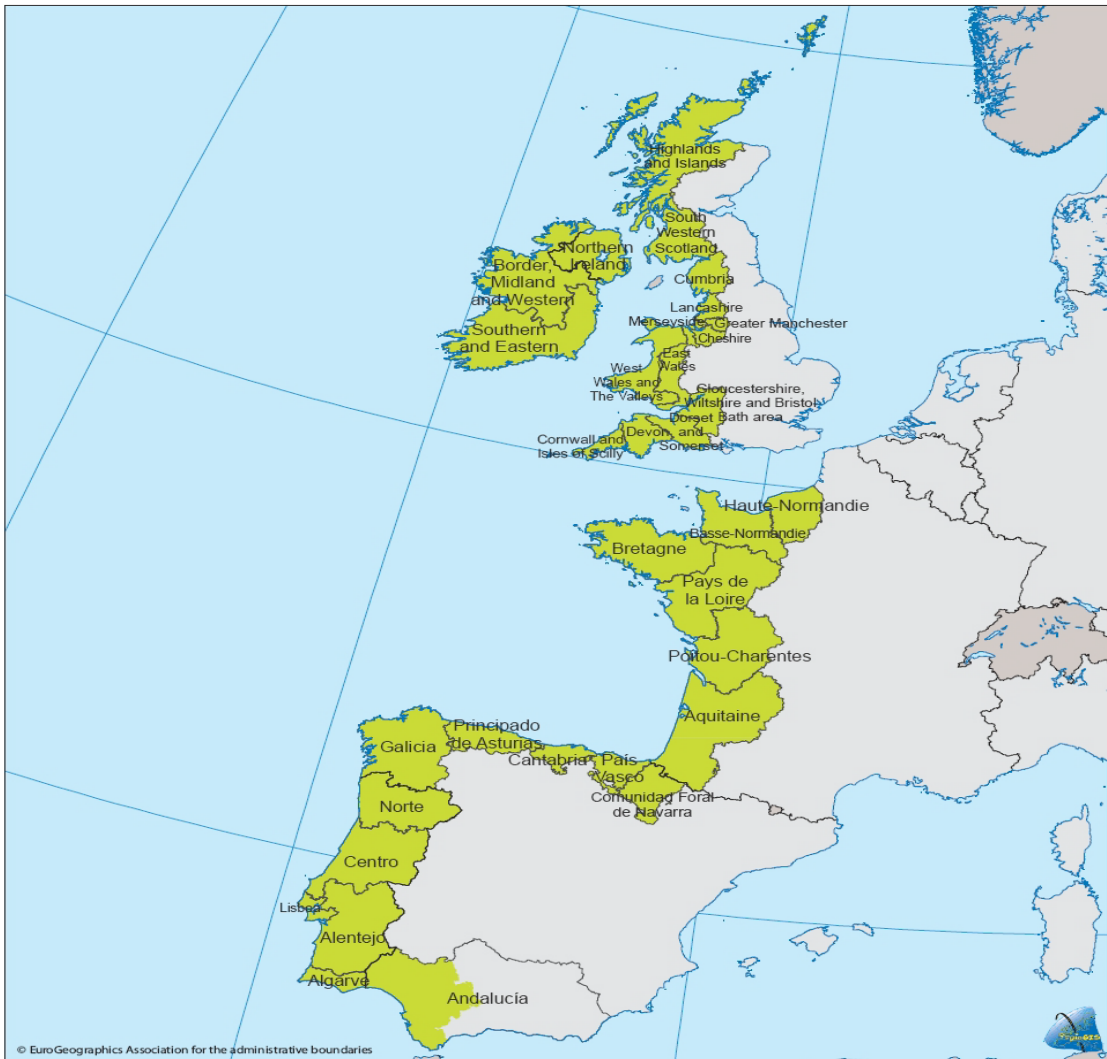 Highlands
and Islands
South
Western
Scotland
Northern
Ireland
Border,
Midland
and Western
Cumbria
Lancashire
Merseyside
Greater Manchester
Cheshire
Southern
and Eastern
East
Wales
West
Wales and
The Valleys
Gloucestershire,
Wiltshire and Bristol
Bath area
Dorset
Devon, and
Somerset
Cornwall and
Isles of Scilly
Haute-Normandie
Basse-Normandie
Bretagne
Pays de
la Loire
Poitou-Charentes
Aquitaine
Principado
de Asturias
Galicia
Cantabria
País
Vasco
Comunidad Foral
de Navarra
Norte
Centro
Lisboa
Alentejo
Algarve
Andalucía
© EuroGeographics Association for the administrative boundaries